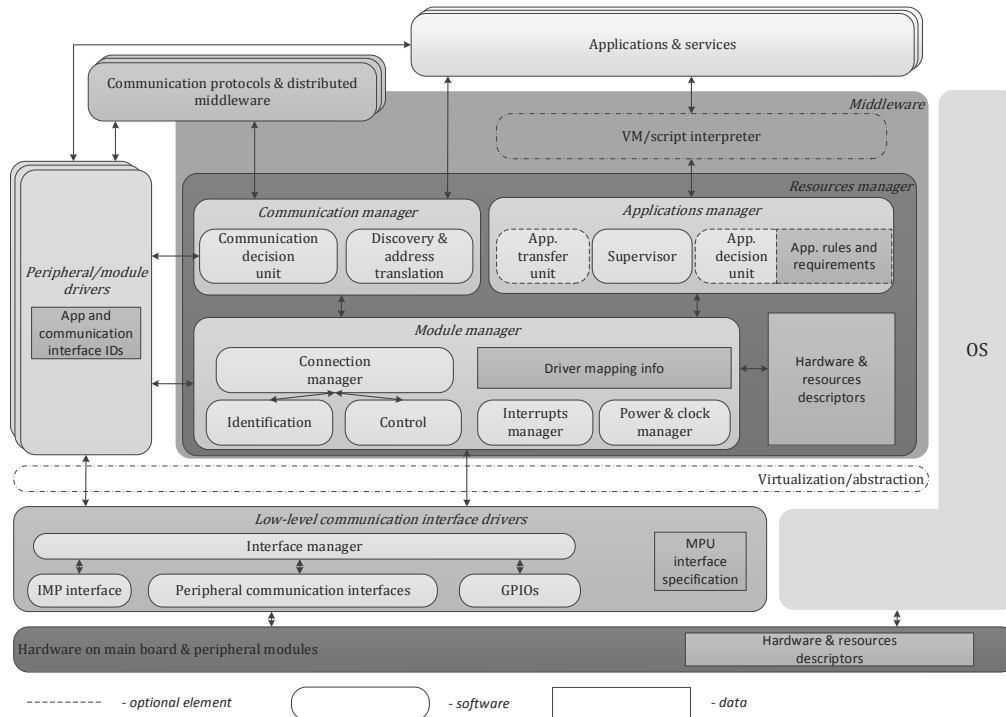 Applications & services
Communication protocols & distributed
middleware
Middleware
VM/script interpreter
Resources manager
Communication manager
Communication
decision
unit
Discovery &
address
translation
Applications manager
App.
transfer
unit
Supervisor
App.
decision
unit
App. rules and
requirements
Peripheral/module
drivers
App and
communication
interface IDs
Module manager
Connection
manager
Identification
Control
Driver mapping info
Interrupts
manager
Power & clock
manager
Hardware &
resources
descriptors
OS
Virtualization/abstraction
Low-level communication interface drivers
Interface manager
IMP interface
Peripheral communication interfaces
GPIOs
MPU
interface
specification
Hardware on main board & peripheral modules
Hardware & resources
descriptors
- optional element
- software
- data